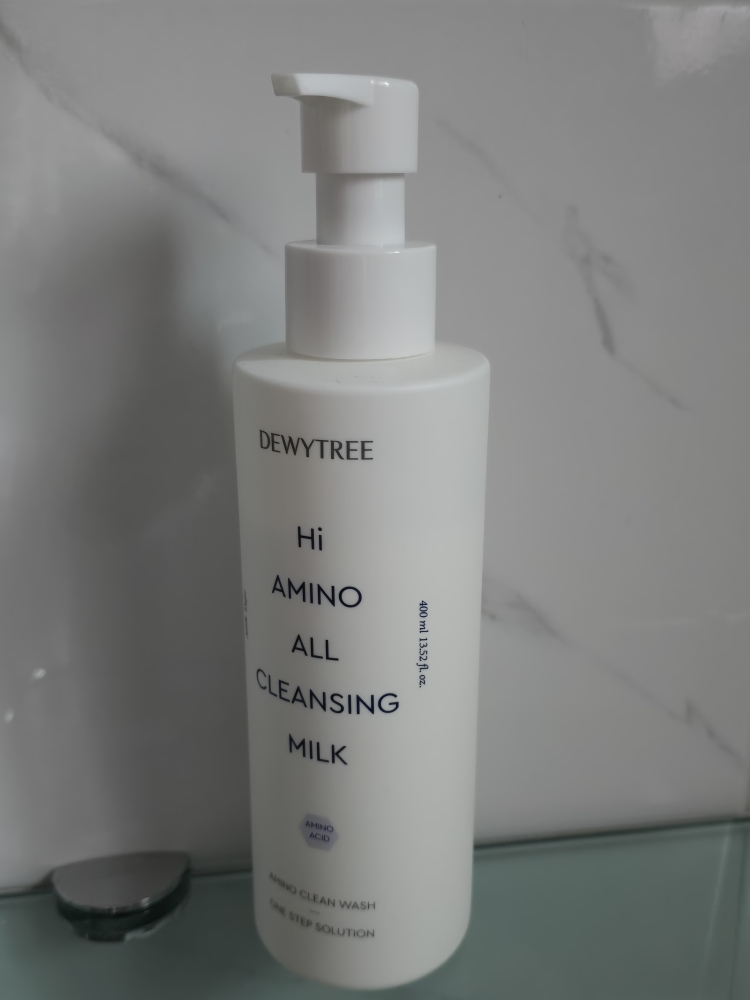 DEWYTREE
Hi
AMINO
ALL
CLEANSING
MILK
400 ml 13.52 fl. oz.
AMINO
ACID
AMINO CLEAN WASH
ONE STEP SOLUTION